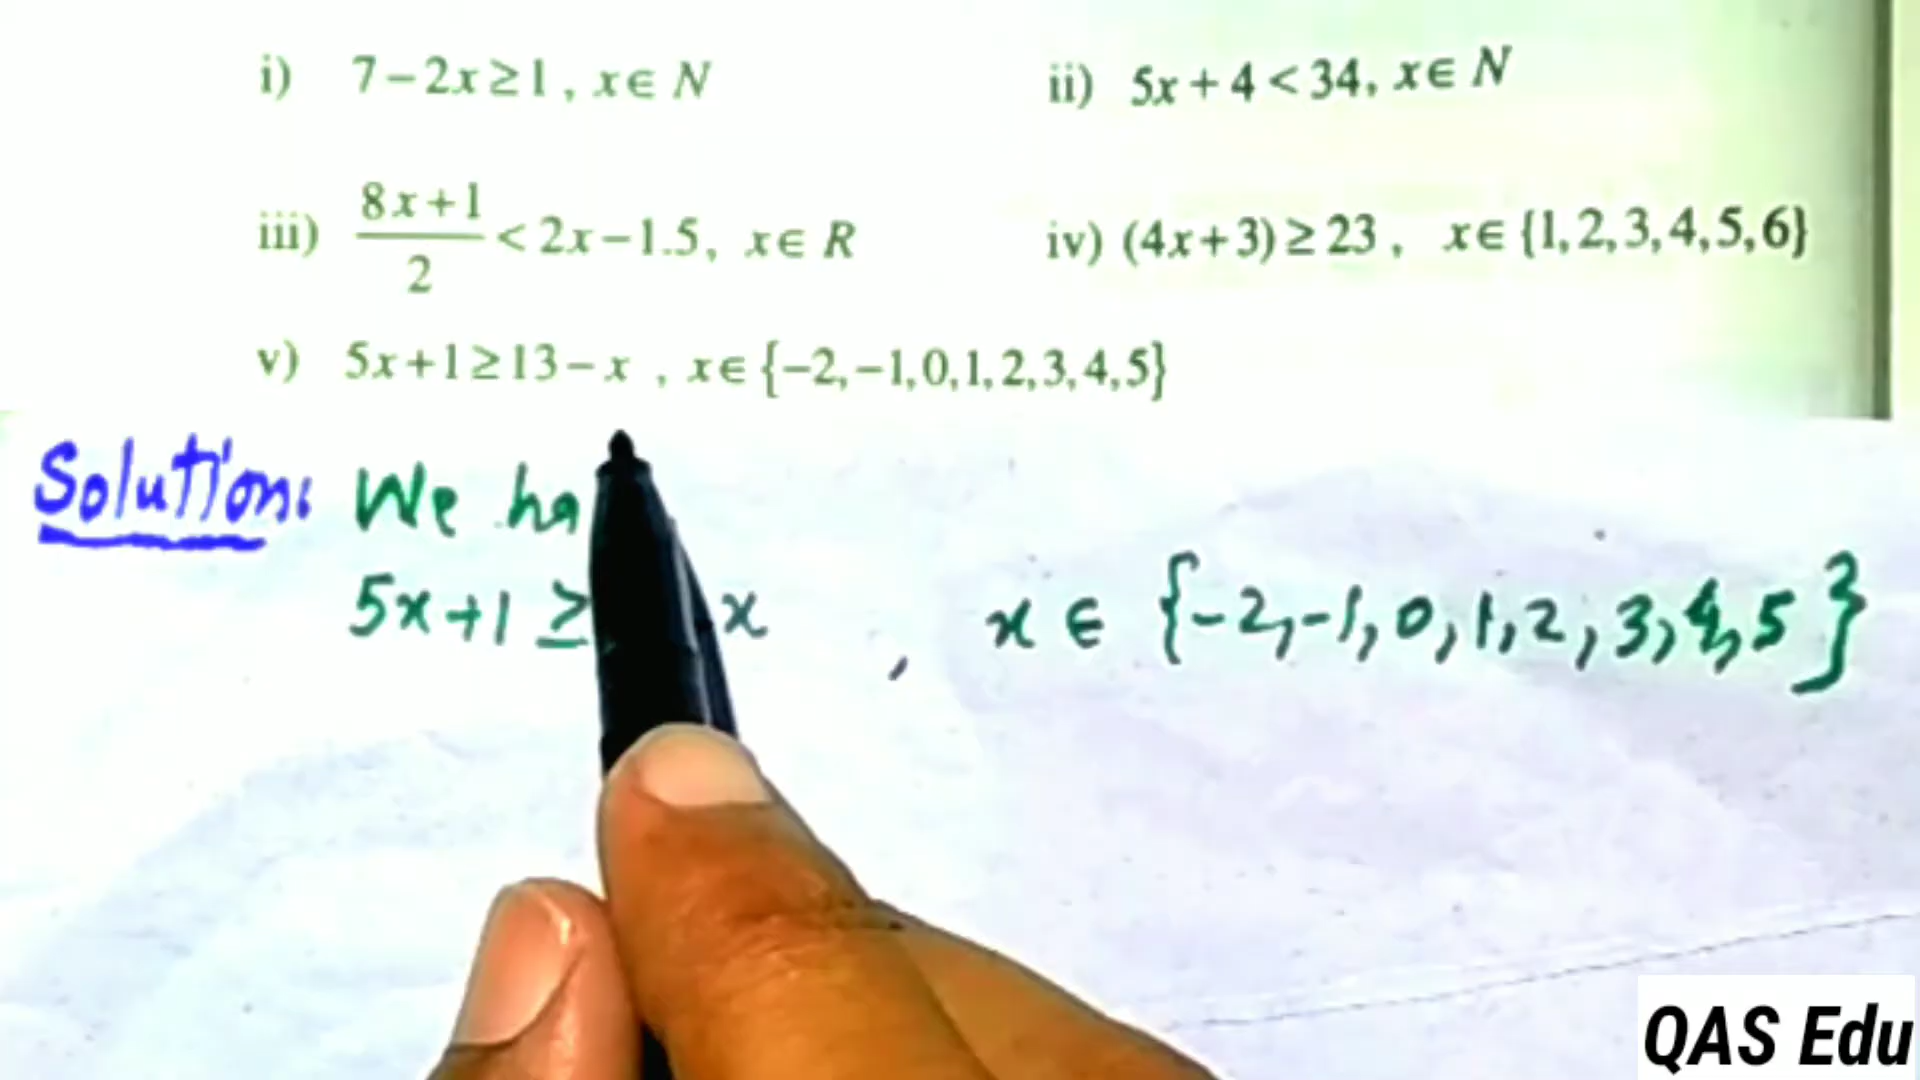 i) 7 − 2x ≥ 1, x ∈ N
ii) 5x + 4 < 34, x ∈ N
iii) (8x + 1)/2 < 2x − 1.5, x ∈ R
iv) (4x + 3) ≥ 23, x ∈ {1, 2, 3, 4, 5, 6}
v) 5x + 1 ≥ 13 − x, x ∈ {−2, −1, 0, 1, 2, 3, 4, 5}
Solution: We
5x + 1 ≥ x , x ∈ {−2, −1, 0, 1, 2, 3, 4, 5}
QAS Edu